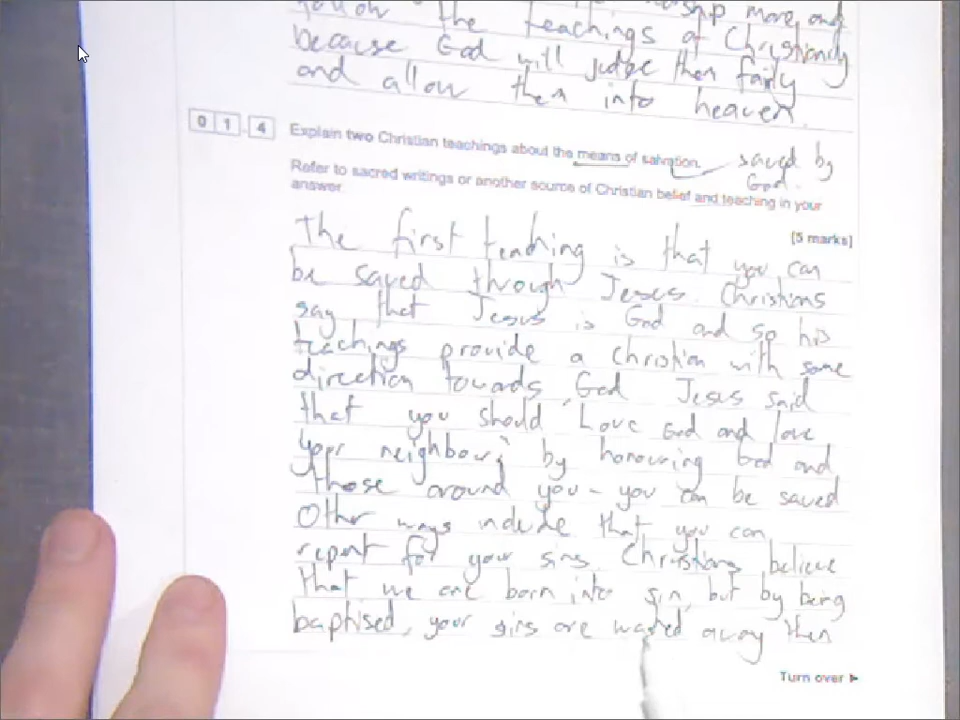 the teachings of Christianity
because God will judge them fairly
and allow them into heaven.
0 1 . 4 Explain two Christian teachings about the means of salvation. saved by
God.
Refer to sacred writings or another source of Christian belief and teaching in your
answer.
[5 marks]
The first teaching is that you can
be saved through Jesus. Christians
say that Jesus is God and so his
teachings provide a christian with some
direction towards God. Jesus said
that you should 'Love God and love
your neighbour', by honouring God and
those around you - you can be saved
Other ways include that you can
repent for your sins. Christians believe
that we are born into sin, but by being
baptised, your sins are washed away then
Turn over ►